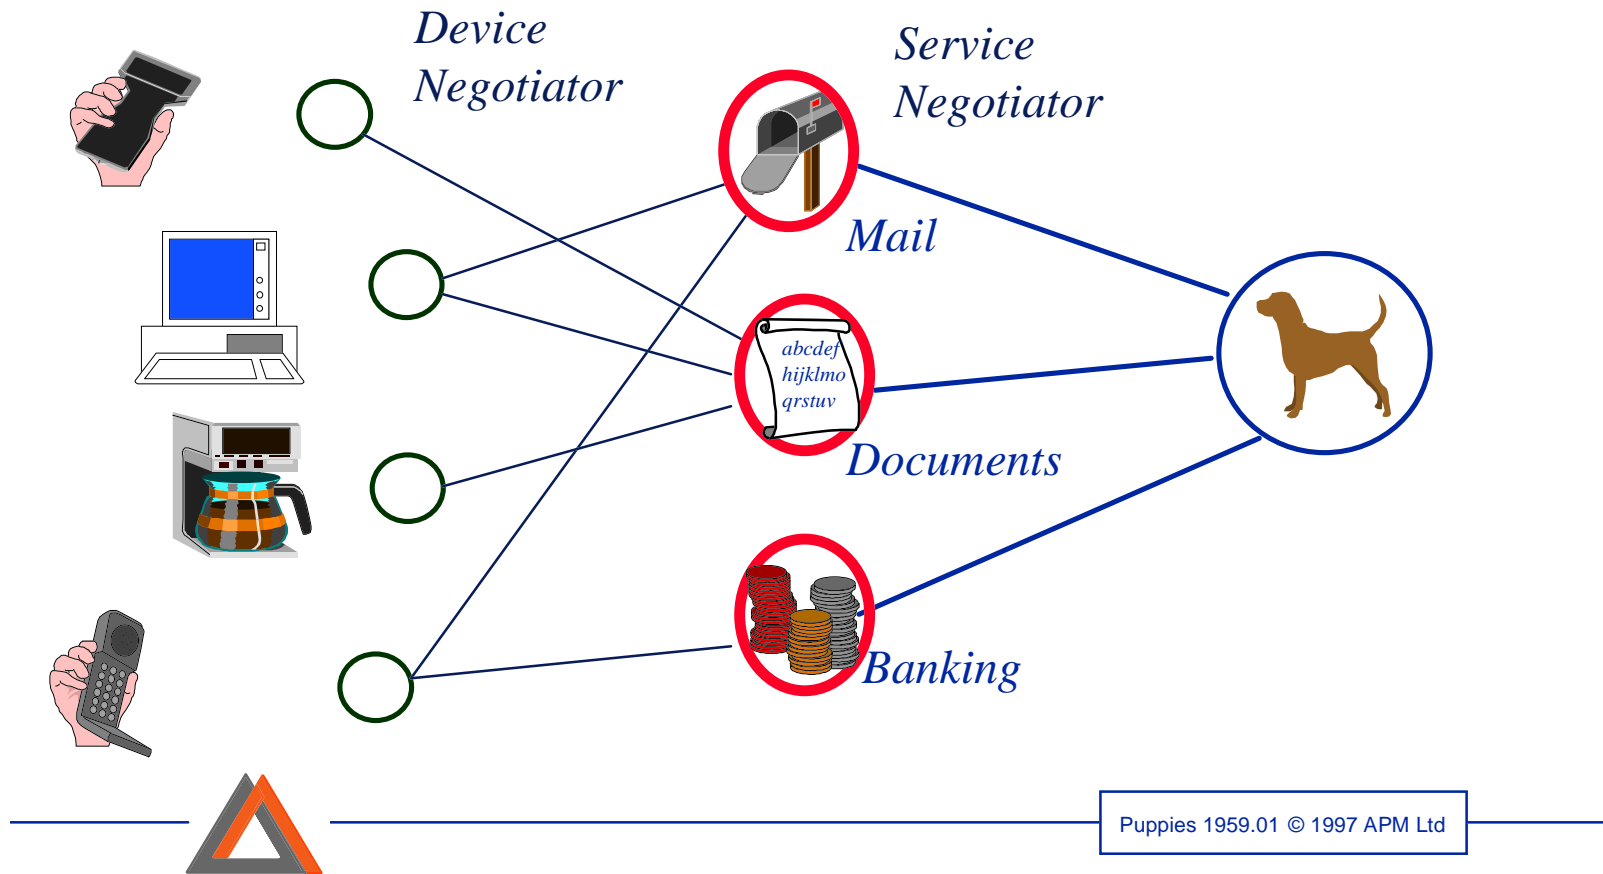 Device
Negotiator
Service
Negotiator
Mail
abcdef
hijklmo
qrstuv
Documents
Banking
Puppies 1959.01 © 1997 APM Ltd